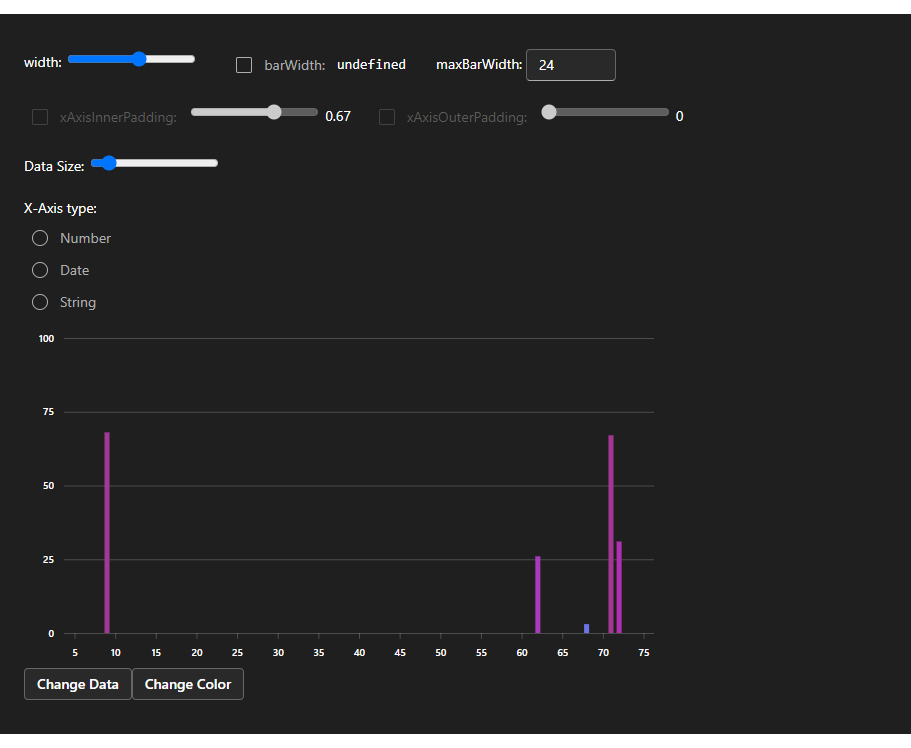 width: barWidth: undefined maxBarWidth: 24
xAxisInnerPadding: 0.67 xAxisOuterPadding: 0
Data Size:
X-Axis type:
Number
Date
String
100
75
50
25
0
5 10 15 20 25 30 35 40 45 50 55 60 65 70 75
Change Data Change Color